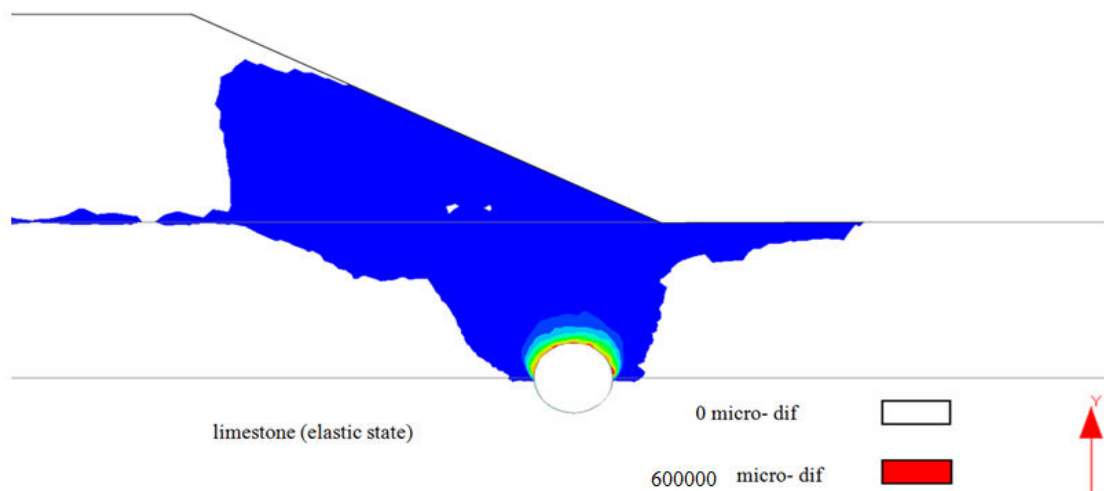 limestone (elastic state)
0 micro- dif
600000 micro- dif
Y